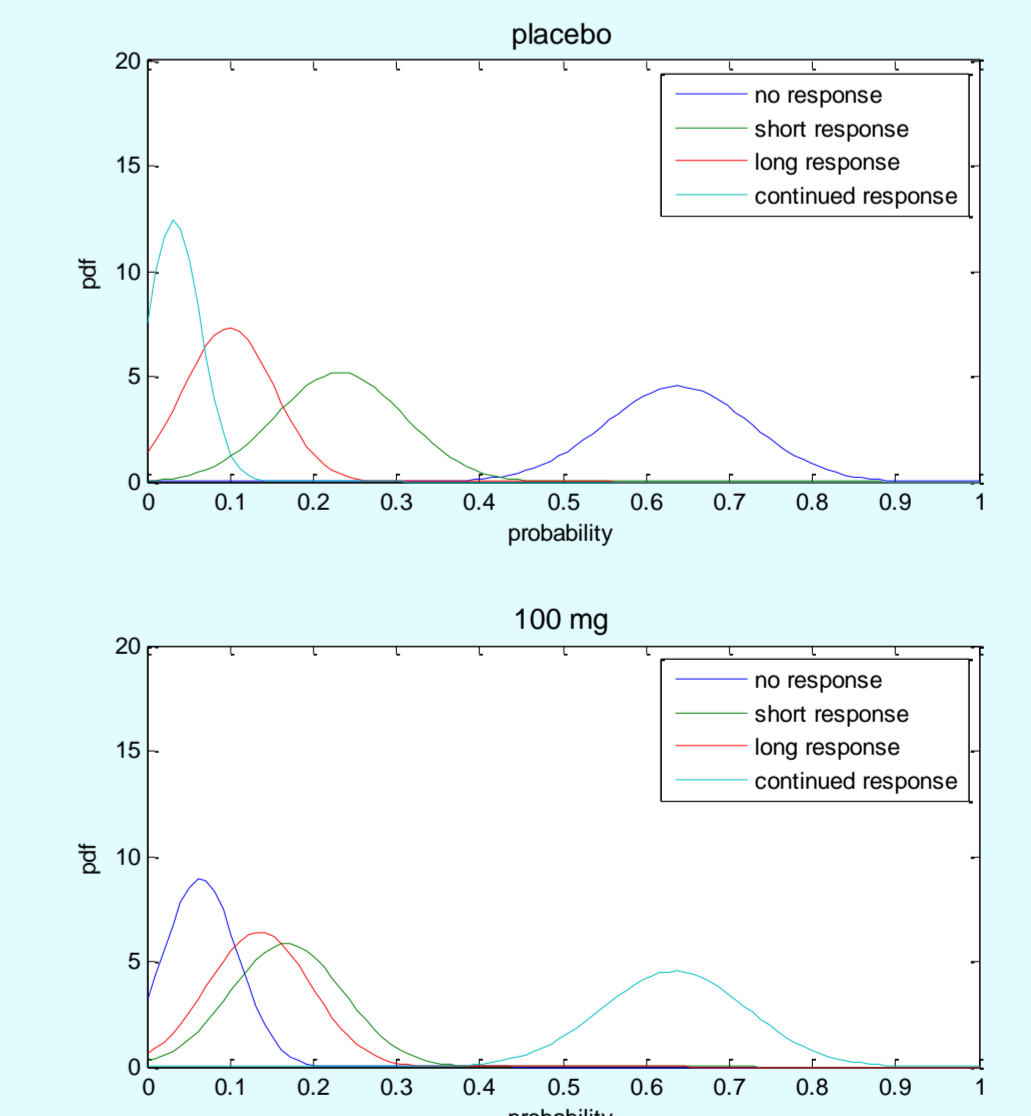 placebo
20
15
10
5
0
pdf
no response
short response
long response
continued response
0 0.1 0.2 0.3 0.4 0.5 0.6 0.7 0.8 0.9 1
probability
100 mg
20
15
10
5
0
pdf
no response
short response
long response
continued response
0 0.1 0.2 0.3 0.4 0.5 0.6 0.7 0.8 0.9 1
probability